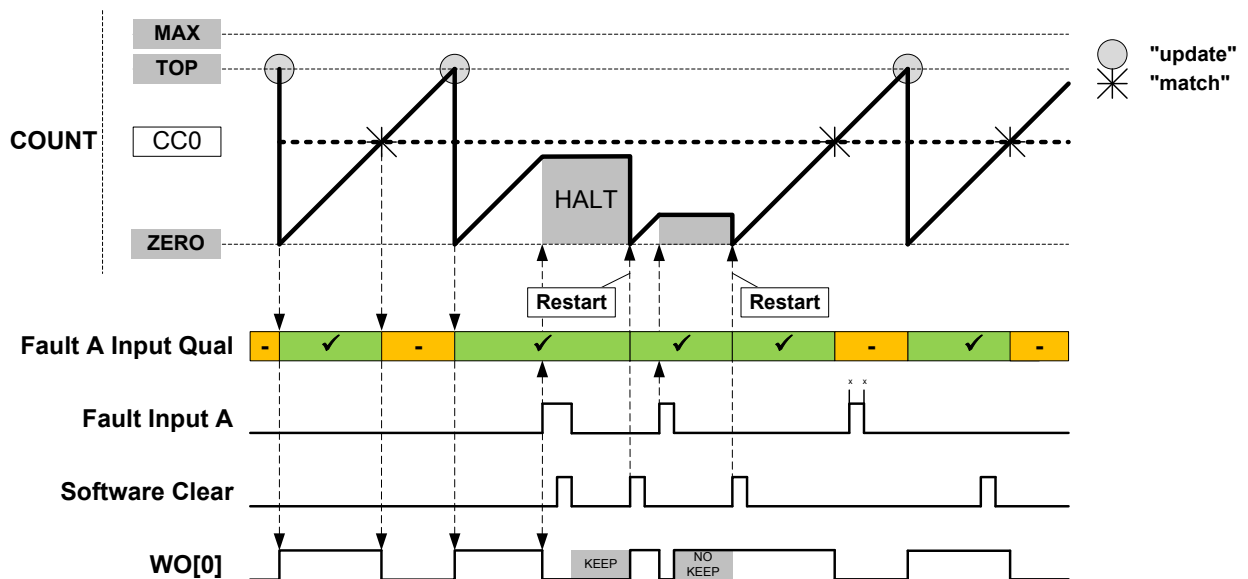 MAX
TOP
"update"
"match"
COUNT
CC0
HALT
ZERO
Restart
Restart
Fault A Input Qual
- ✓ - ✓ ✓ ✓ - ✓ -
x x
Fault Input A
Software Clear
WO[0]
KEEP
NO
KEEP